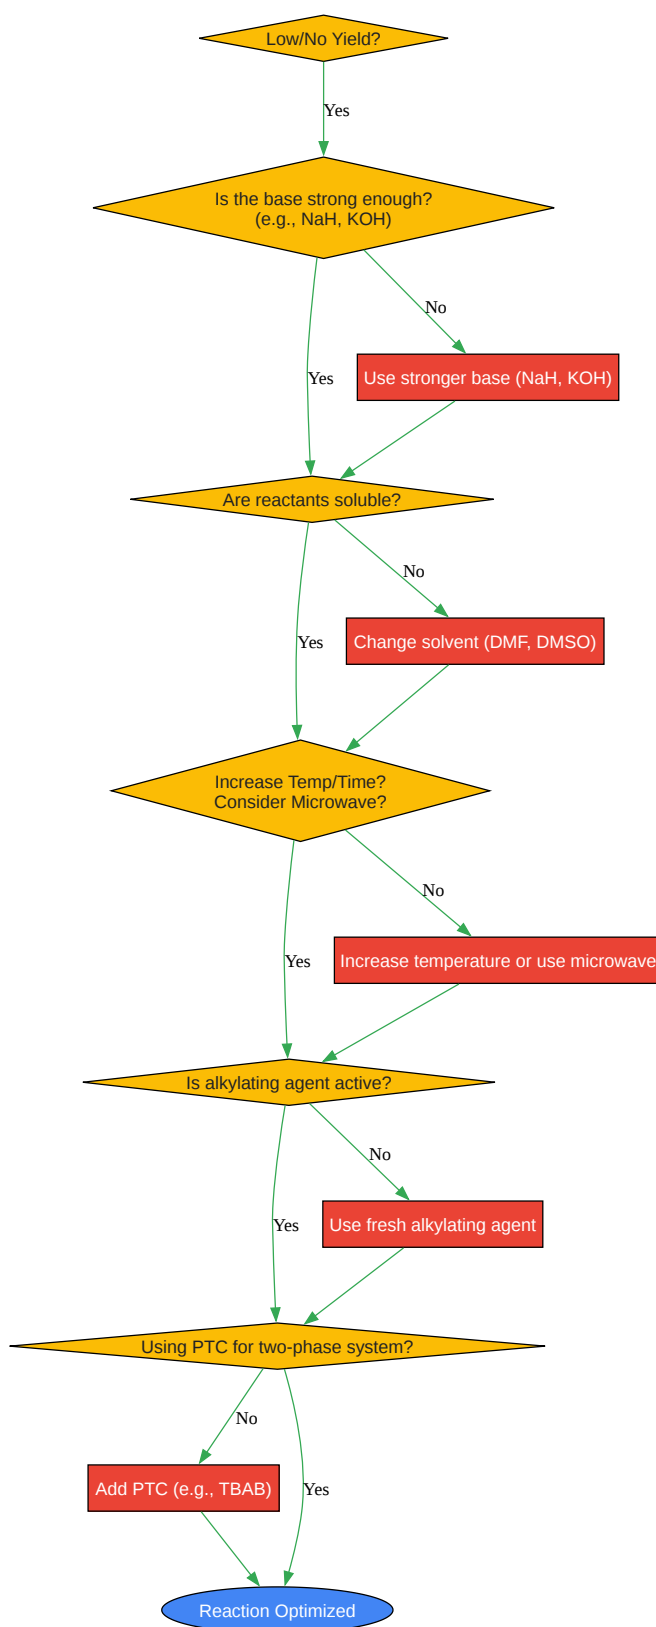 Low/No Yield?
Yes
Is the base strong enough?
(e.g., NaH, KOH)
No
Yes
Use stronger base (NaH, KOH)
Are reactants soluble?
No
Yes
Change solvent (DMF, DMSO)
Increase Temp/Time?
Consider Microwave?
No
Yes
Increase temperature or use microwave
Is alkylating agent active?
No
Yes
Use fresh alkylating agent
Using PTC for two-phase system?
No
Add PTC (e.g., TBAB)
Yes
Reaction Optimized